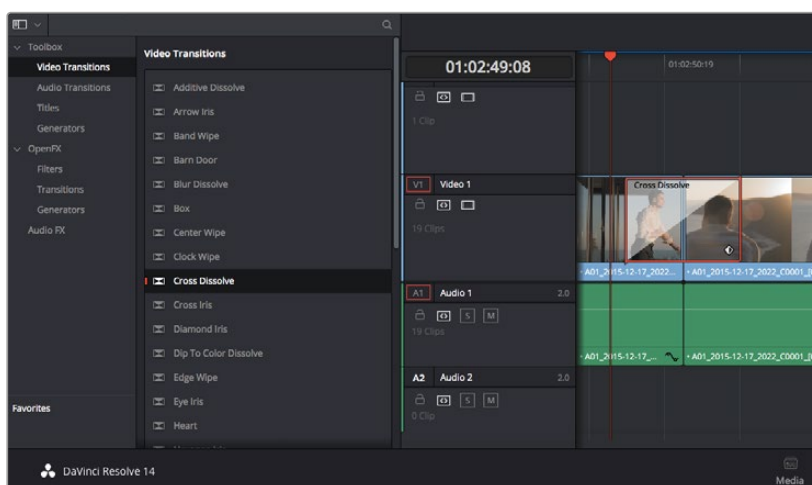 Toolbox
Video Transitions
Audio Transitions
Titles
Generators
OpenFX
Filters
Transitions
Generators
Audio FX
Favorites
Video Transitions
Additive Dissolve
Arrow Iris
Band Wipe
Barn Door
Blur Dissolve
Box
Center Wipe
Clock Wipe
Cross Dissolve
Cross Iris
Diamond Iris
Dip To Color Dissolve
Edge Wipe
Eye Iris
Heart
01:02:49:08
01:02:50:19
1 Clip
V1 Video 1
19 Clips
Cross Dissolve
A01_2015-12-17_2022... A01_2015-12-17_2022_C0001_
A1 Audio 1 2.0
S M
19 Clips
A01_2015-12-17_... A01_2015-12-17_2022_C0001_
A2 Audio 2 2.0
S M
0 Clip
DaVinci Resolve 14
Media